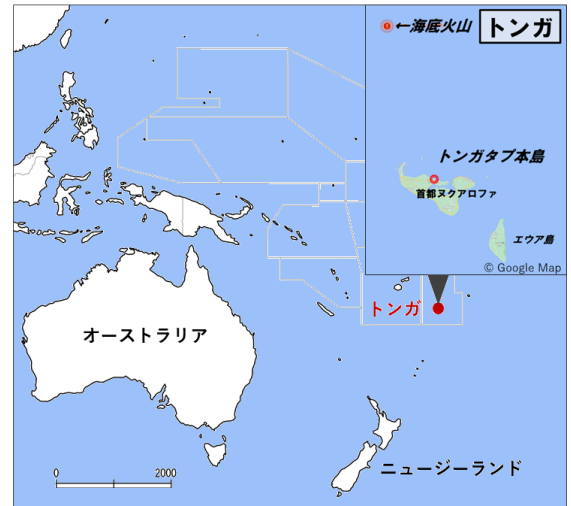 ←海底火山
トンガ
トンガタプ本島
首都ヌクアロファ
エウア島
© Google Map
トンガ
オーストラリア
ニュージーランド
0 2000